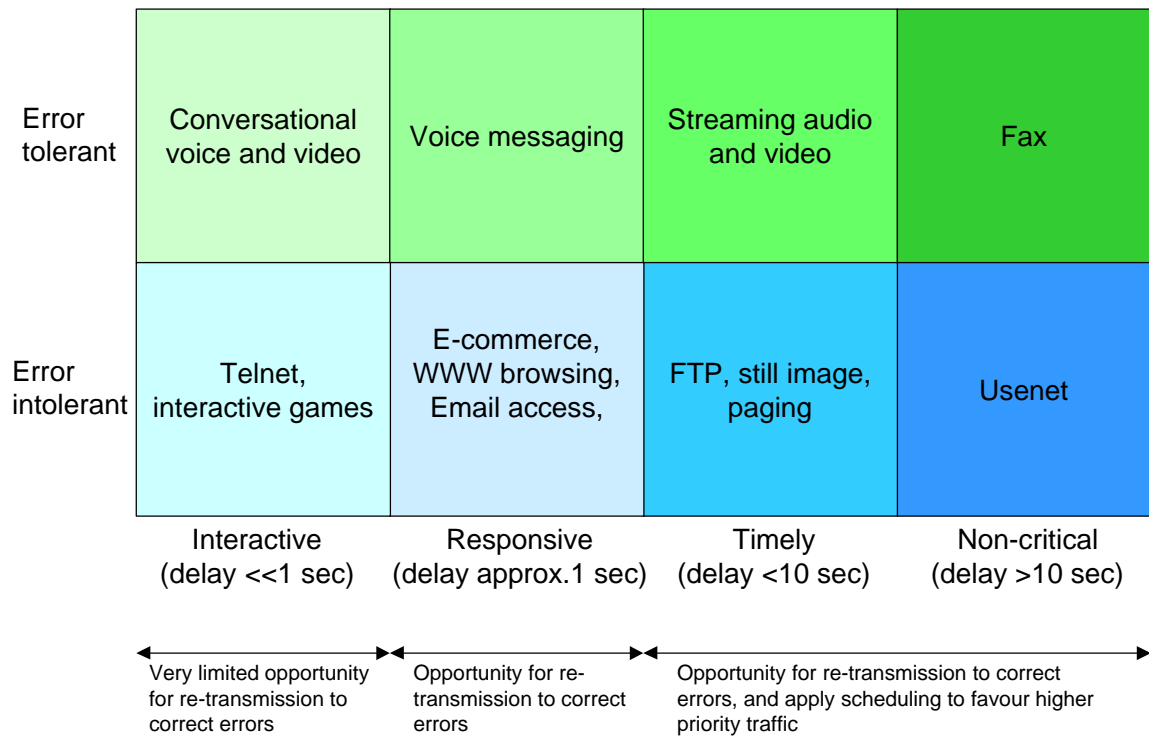 Error
tolerant
Conversational
voice and video
Voice messaging
Streaming audio
and video
Fax
Error
intolerant
Telnet,
interactive games
E-commerce,
WWW browsing,
Email access,
FTP, still image,
paging
Usenet
Interactive
(delay <<1 sec)
Responsive
(delay approx.1 sec)
Timely
(delay <10 sec)
Non-critical
(delay >10 sec)
Very limited opportunity
for re-transmission to
correct errors
Opportunity for re-
transmission to correct
errors
Opportunity for re-transmission to correct
errors, and apply scheduling to favour higher
priority traffic